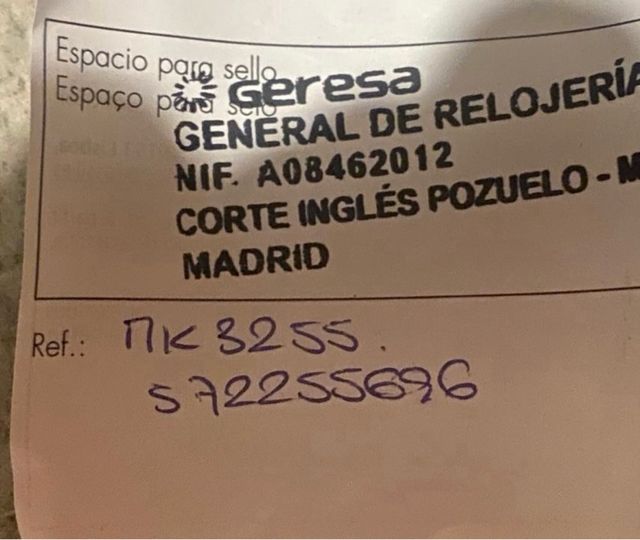 Espacio para sello
Espaço para selo
Geresa
GENERAL DE RELOJERÍA
NIF. A08462012
CORTE INGLÉS POZUELO - M
MADRID
Ref.: MK 3255.
572255696